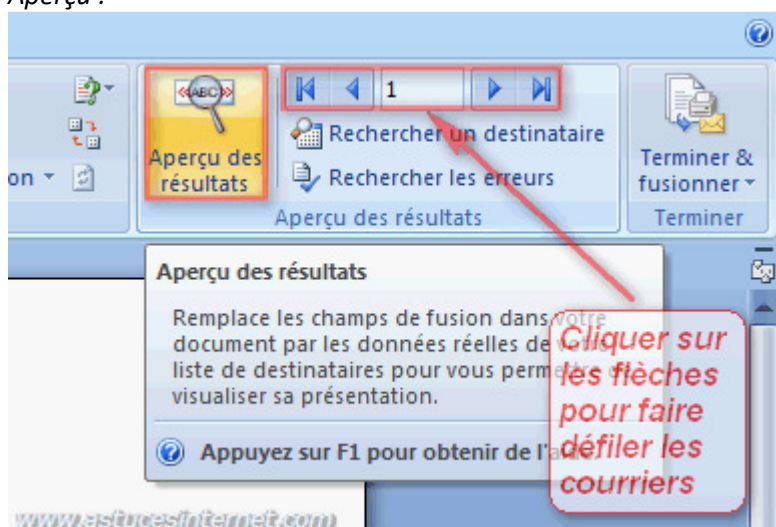 Aperçu :
«ABC»
1
Rechercher un destinataire
Aperçu des
résultats
Rechercher les erreurs
Terminer &
fusionner
on
Aperçu des résultats
Terminer
Aperçu des résultats
Remplace les champs de fusion dans votre
document par les données réelles de votre
liste de destinataires pour vous permettre de
visualiser sa présentation.
Appuyez sur F1 pour obtenir de l'aide.
Cliquer sur
les flèches
pour faire
défiler les
courriers
www.astucesinternet.com